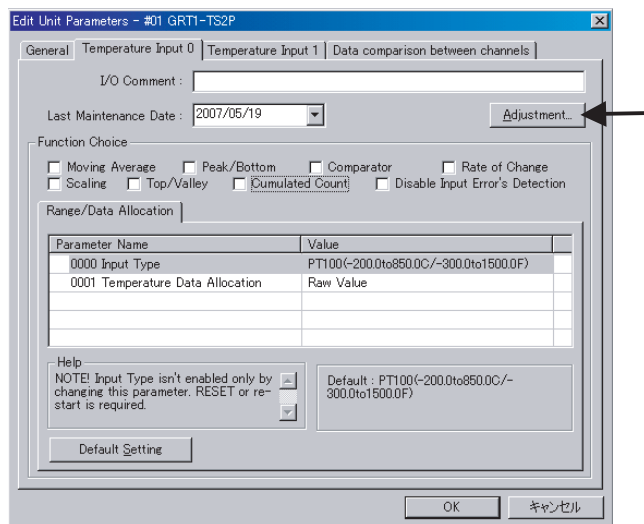 Edit Unit Parameters - #01 GRT1-TS2P
General Temperature Input 0 Temperature Input 1 Data comparison between channels
I/O Comment :
Last Maintenance Date : 2007/05/19 Adjustment...
Function Choice
Moving Average Peak/Bottom Comparator Rate of Change
Scaling Top/Valley Cumulated Count Disable Input Error's Detection
Range/Data Allocation
Parameter Name Value
0000 Input Type PT100(-200.0to850.0C/-300.0to1500.0F)
0001 Temperature Data Allocation Raw Value
Help
NOTE! Input Type isn't enabled only by
changing this parameter. RESET or re-
start is required.
Default : PT100(-200.0to850.0C/-
300.0to1500.0F)
Default Setting
OK キャンセル